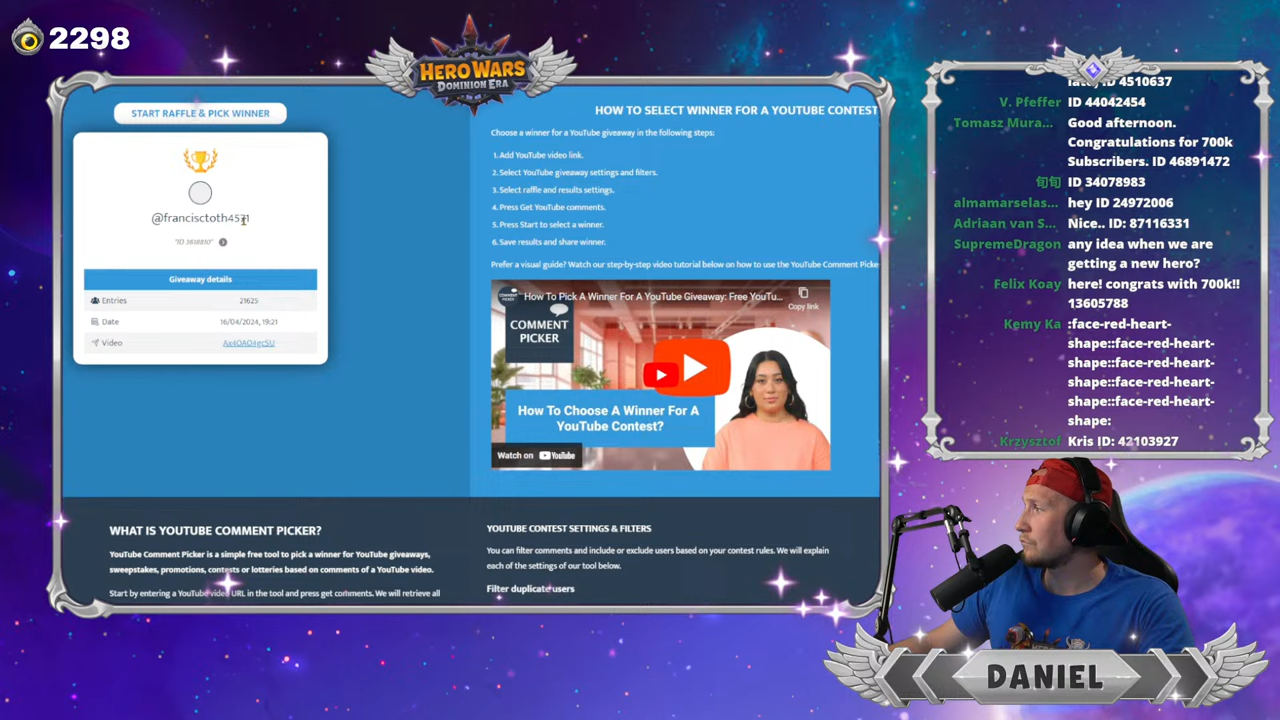 2298
HERO WARS
DOMINION ERA
START RAFFLE & PICK WINNER
@francisctoth4531
"ID 3618810"
Giveaway details
Entries 21625
Date 16/04/2024, 19:21
Video Ax4OAO4gcSU
HOW TO SELECT WINNER FOR A YOUTUBE CONTEST
Choose a winner for a YouTube giveaway in the following steps:
1. Add YouTube video link.
2. Select YouTube giveaway settings and filters.
3. Select raffle and results settings.
4. Press Get YouTube comments.
5. Press Start to select a winner.
6. Save results and share winner.
Prefer a visual guide? Watch our step-by-step video tutorial below on how to use the YouTube Comment Picke
COMMENT PICKER
How To Pick A Winner For A YouTube Giveaway: Free YouTu...
Copy link
COMMENT
PICKER
How To Choose A Winner For A
YouTube Contest?
Watch on YouTube
WHAT IS YOUTUBE COMMENT PICKER?
YouTube Comment Picker is a simple free tool to pick a winner for YouTube giveaways,
sweepstakes, promotions, contests or lotteries based on comments of a YouTube video.
Start by entering a YouTube video URL in the tool and press get comments. We will retrieve all
YOUTUBE CONTEST SETTINGS & FILTERS
You can filter comments and include or exclude users based on your contest rules. We will explain
each of the settings of our tool below.
Filter duplicate users
ID 4510637
V. Pfeffer ID 44042454
Tomasz Mura... Good afternoon.
Congratulations for 700k
Subscribers. ID 46891472
旬旬 ID 34078983
almamarselas... hey ID 24972006
Adriaan van S... Nice.. ID: 87116331
SupremeDragon any idea when we are
getting a new hero?
Felix Koay here! congrats with 700k!!
13605788
Kemy Ka :face-red-heart-
shape::face-red-heart-
shape::face-red-heart-
shape::face-red-heart-
shape::face-red-heart-
shape:
Krzysztof Kris ID: 42103927
DANIEL